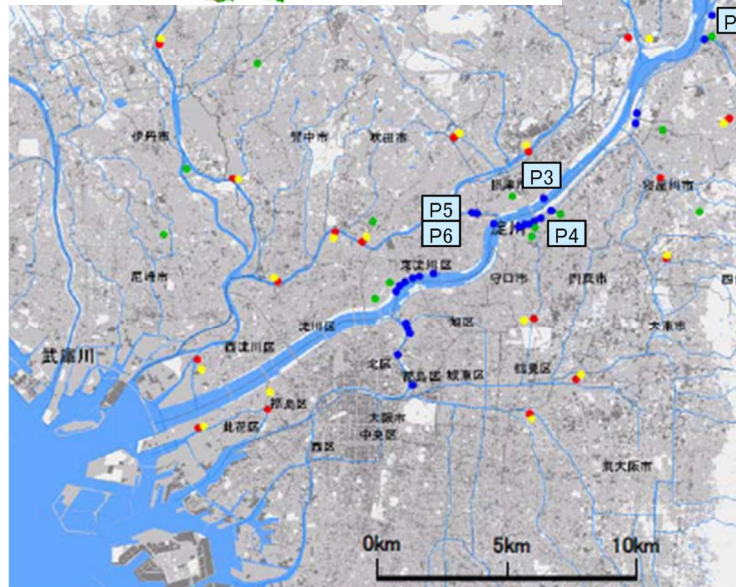 P
伊丹市
豊中市
吹田市
摂津市
P3
寝屋川市
P5
P6
淀川
P4
尼崎市
東淀川区
守口市
門真市
四
武庫川
西淀川区
淀川区
旭区
大東市
北区
都島区
城東区
鶴見区
福島区
此花区
大阪市
中央区
西区
東大阪市
0km
5km
10km